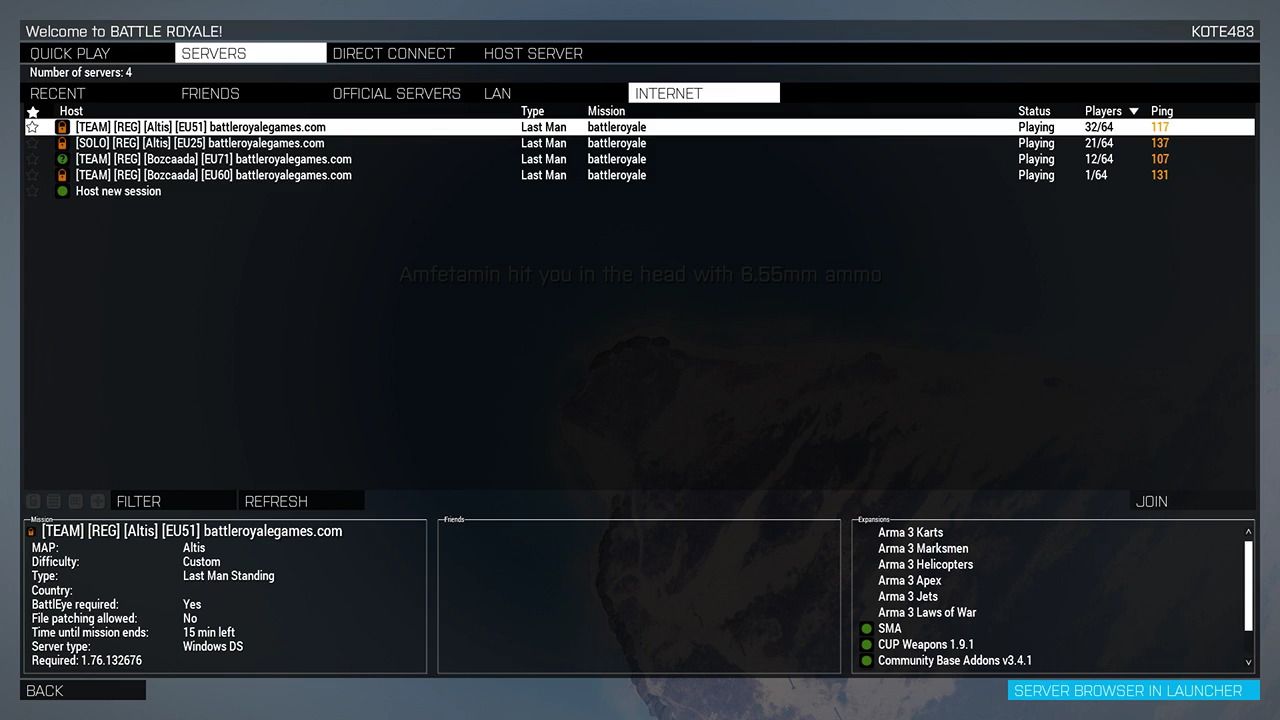 Welcome to BATTLE ROYALE! KOTE483
QUICK PLAY SERVERS DIRECT CONNECT HOST SERVER
Number of servers: 4
RECENT FRIENDS OFFICIAL SERVERS LAN INTERNET
Host Type Mission Status Players Ping
[TEAM] [REG] [Altis] [EU51] battleroyalegames.com Last Man battleroyale Playing 32/64 117
[SOLO] [REG] [Altis] [EU25] battleroyalegames.com Last Man battleroyale Playing 21/64 137
[TEAM] [REG] [Bozcaada] [EU71] battleroyalegames.com Last Man battleroyale Playing 12/64 107
[TEAM] [REG] [Bozcaada] [EU60] battleroyalegames.com Last Man battleroyale Playing 1/64 131
Host new session
Amfetamin hit you in the head with 6.55mm ammo
FILTER REFRESH JOIN
Mission
[TEAM] [REG] [Altis] [EU51] battleroyalegames.com
MAP: Altis
Difficulty: Custom
Type: Last Man Standing
Country:
BattlEye required: Yes
File patching allowed: No
Time until mission ends: 15 min left
Server type: Windows DS
Required: 1.76.132676
Friends
Expansions
Arma 3 Karts
Arma 3 Marksmen
Arma 3 Helicopters
Arma 3 Apex
Arma 3 Jets
Arma 3 Laws of War
SMA
CUP Weapons 1.9.1
Community Base Addons v3.4.1
BACK SERVER BROWSER IN LAUNCHER